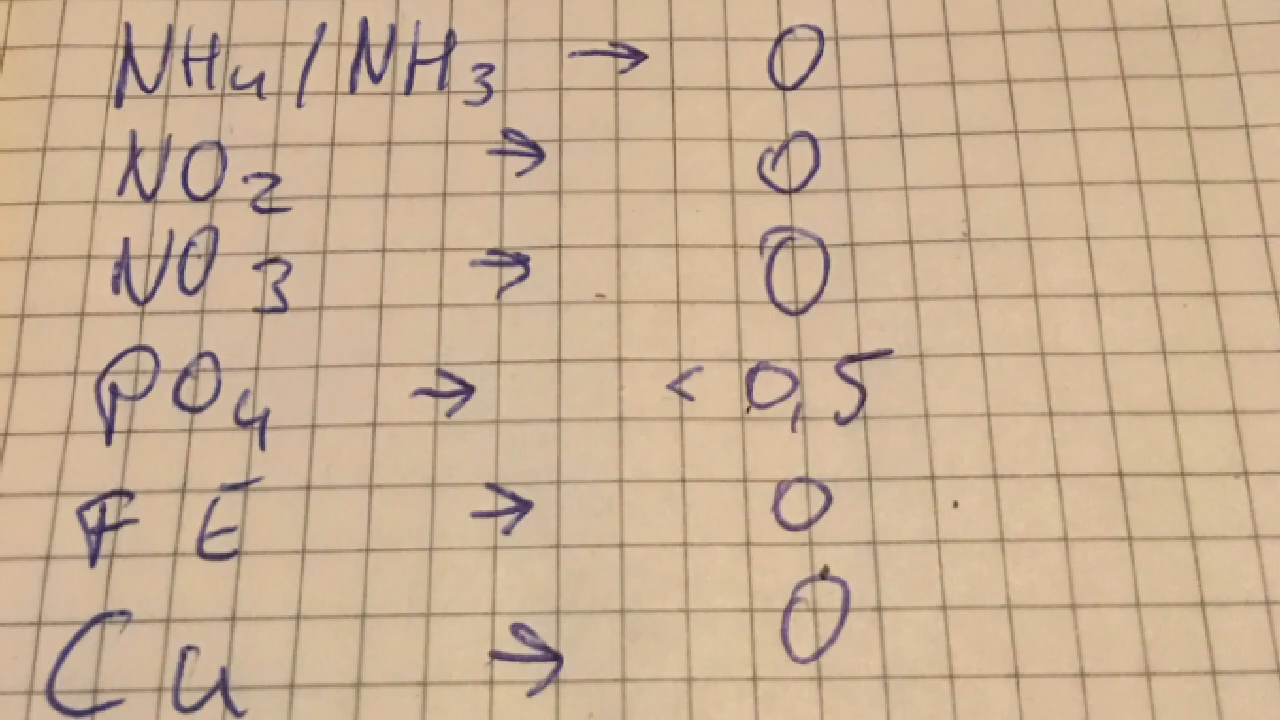 NH4/NH3 → 0
NO2 → 0
NO3 → 0
PO4 → < 0,5
FE → 0
Cu → 0